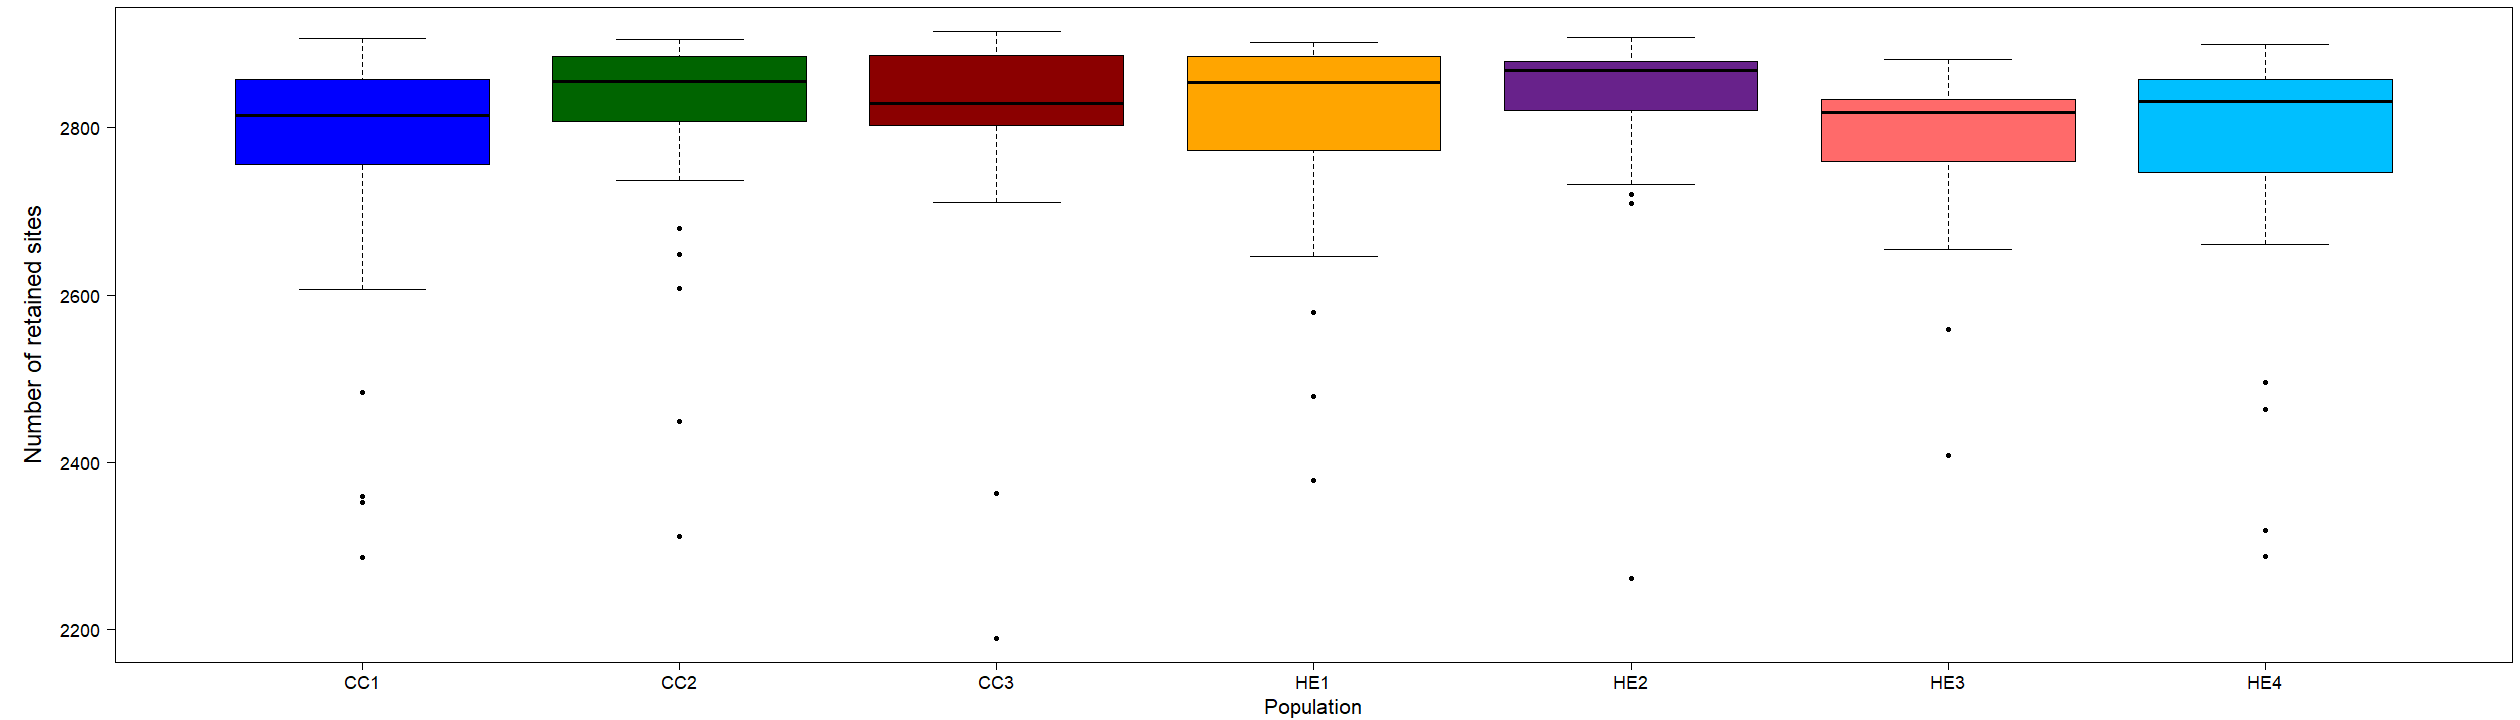 Number of retained sites
2800
2600
2400
2200
CC1 CC2 CC3 HE1 HE2 HE3 HE4
Population